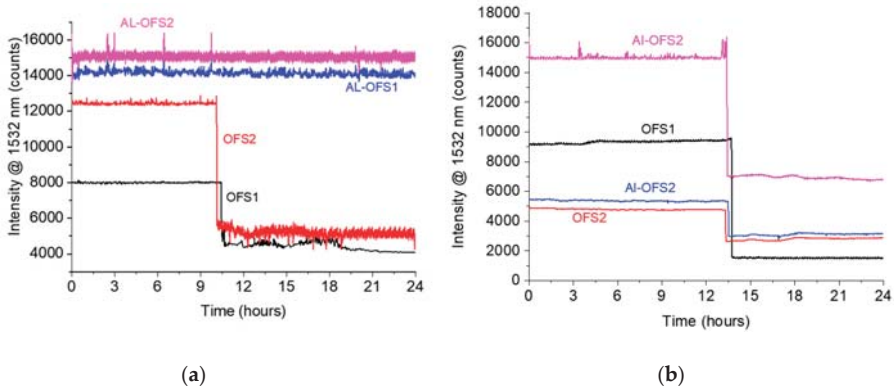 AL-OFS2
16000
14000
12000
10000
8000
6000
4000
AL-OFS1
OFS2
OFS1
0 3 6 9 12 15 18 21 24
Time (hours)
Intensity @ 1532 nm (counts)
(a)
18000
16000
14000
12000
10000
8000
6000
4000
2000
0
Al-OFS2
OFS1
Al-OFS2
OFS2
0 3 6 9 12 15 18 21 24
Time (hours)
Intensity @ 1532 nm (counts)
(b)